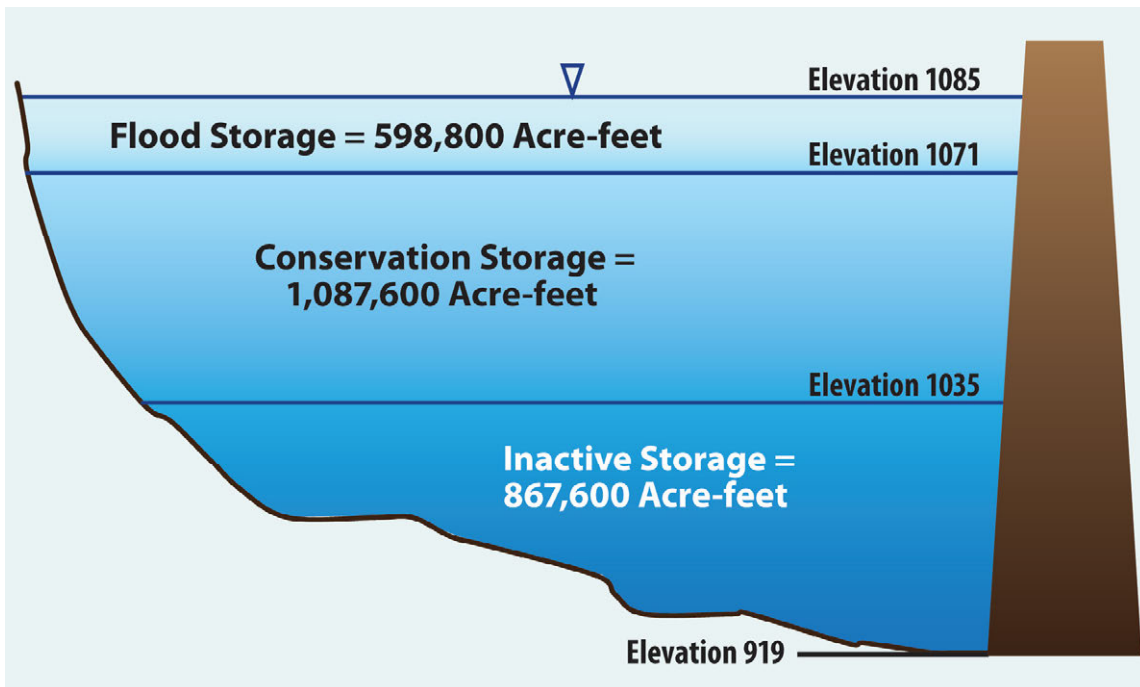 Elevation 1085
Flood Storage = 598,800 Acre-feet
Elevation 1071
Conservation Storage =
1,087,600 Acre-feet
Elevation 1035
Inactive Storage =
867,600 Acre-feet
Elevation 919